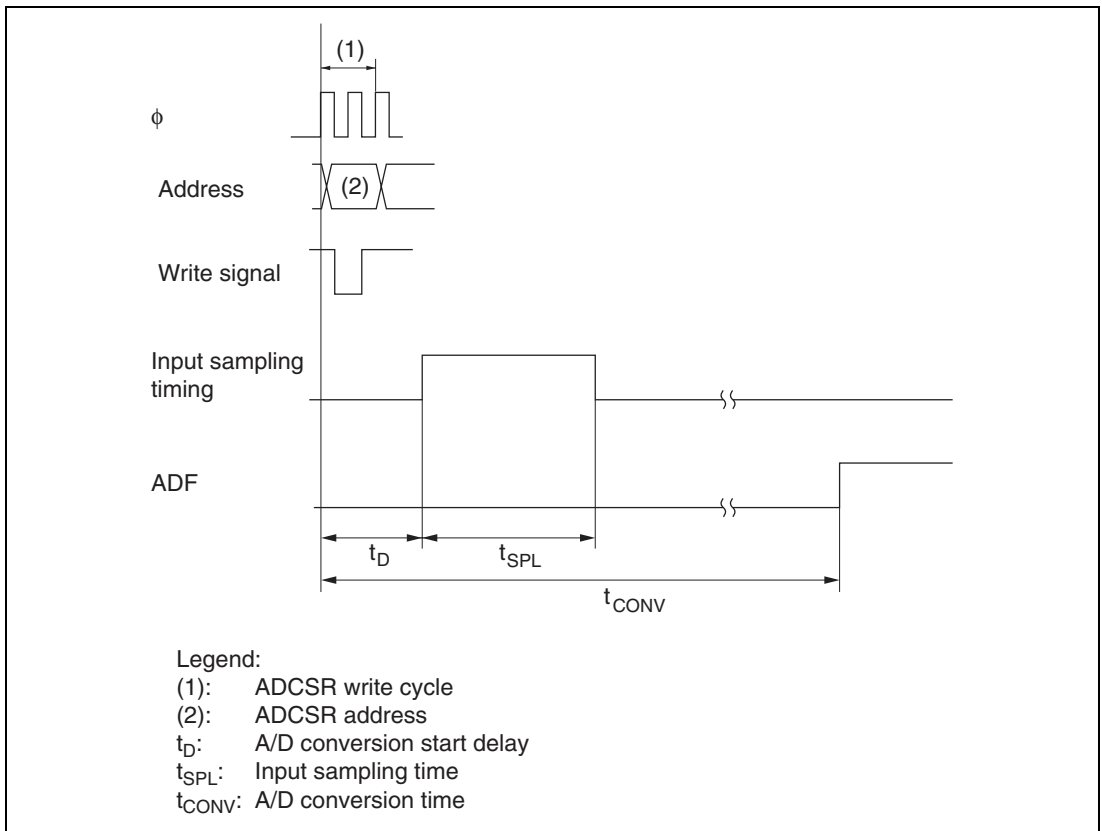 (1)
ϕ
Address
(2)
Write signal
Input sampling
timing
ADF
tD
tSPL
tCONV
Legend:
(1): ADCSR write cycle
(2): ADCSR address
tD: A/D conversion start delay
tSPL: Input sampling time
tCONV: A/D conversion time